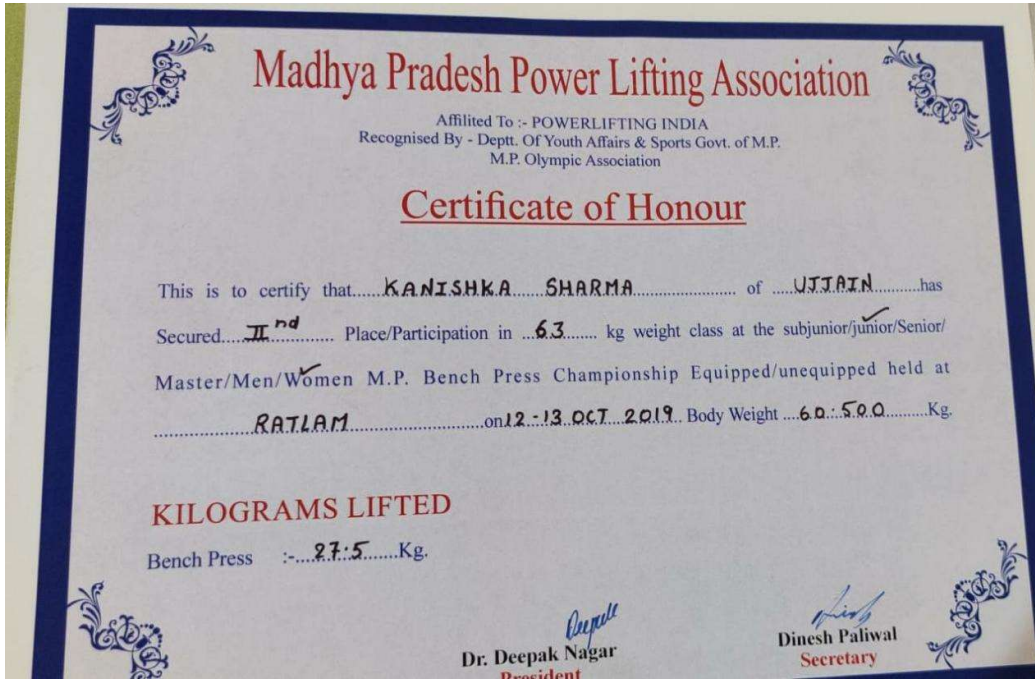 Madhya Pradesh Power Lifting Association
Affilited To :- POWERLIFTING INDIA
Recognised By - Deptt. Of Youth Affairs & Sports Govt. of M.P.
M.P. Olympic Association
Certificate of Honour
This is to certify that......KANISHKA......SHARMA...................... of .....UJJAIN..........has
Secured.....II nd............. Place/Participation in ...63....... kg weight class at the subjunior/junior/Senior/
Master/Men/Women M.P. Bench Press Championship Equipped/unequipped held at
....................RATLAM...........................on12-13 OCT 2019.. Body Weight ....60.500..........Kg.
KILOGRAMS LIFTED
Bench Press :-....27.5......Kg.
Deepak
Dr. Deepak Nagar
Dinesh Paliwal
President
Secretary